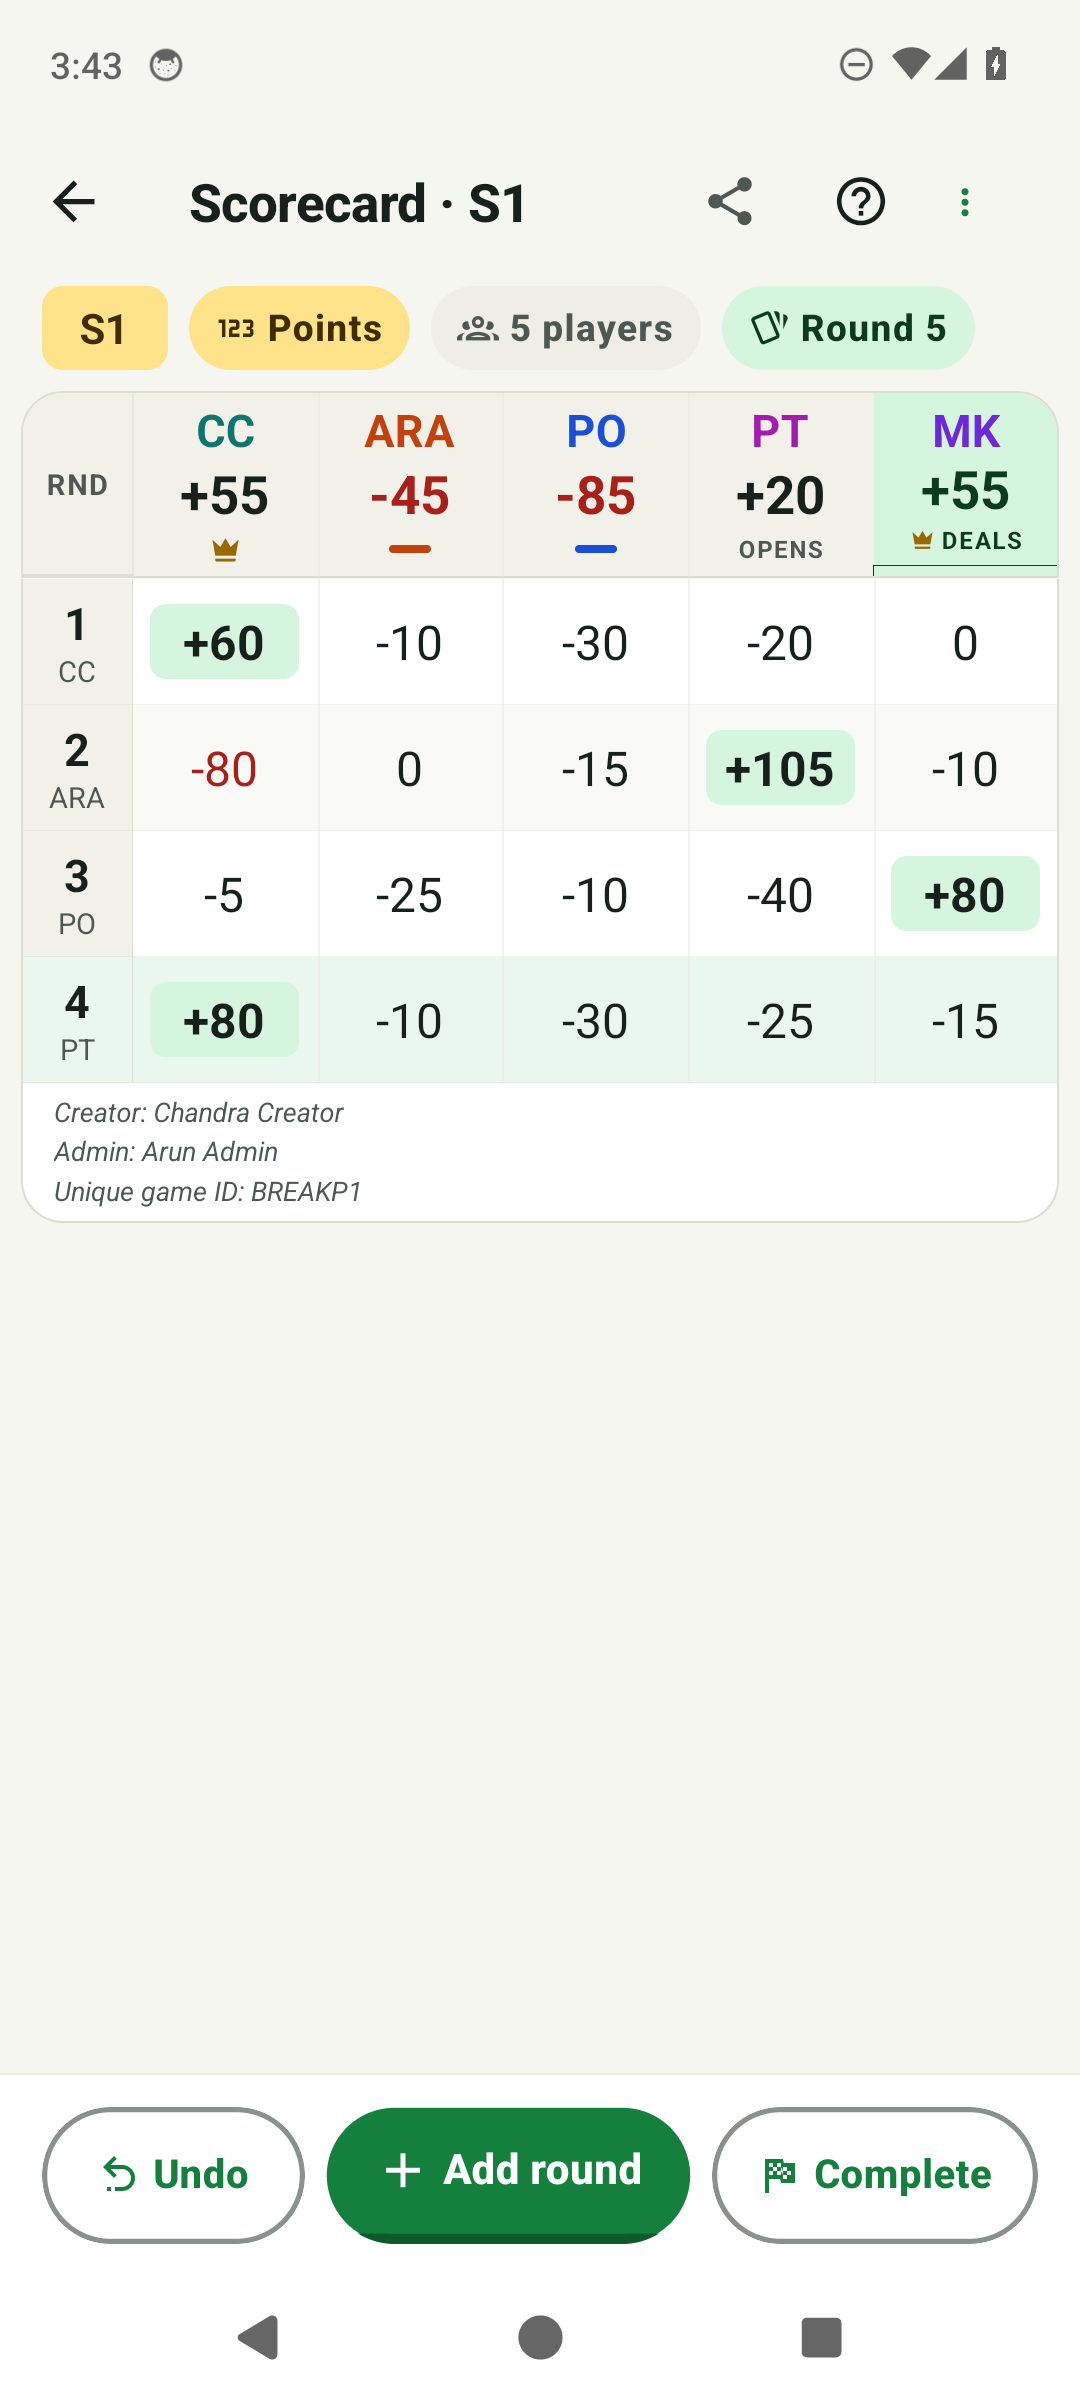 3:43
Scorecard · S1
S1
123 Points
5 players
Round 5
RND CC ARA PO PT MK
+55 -45 -85 +20 +55
OPENS DEALS
1 +60 -10 -30 -20 0
CC
2 -80 0 -15 +105 -10
ARA
3 -5 -25 -10 -40 +80
PO
4 +80 -10 -30 -25 -15
PT
Creator: Chandra Creator
Admin: Arun Admin
Unique game ID: BREAKP1
Undo
Add round
Complete